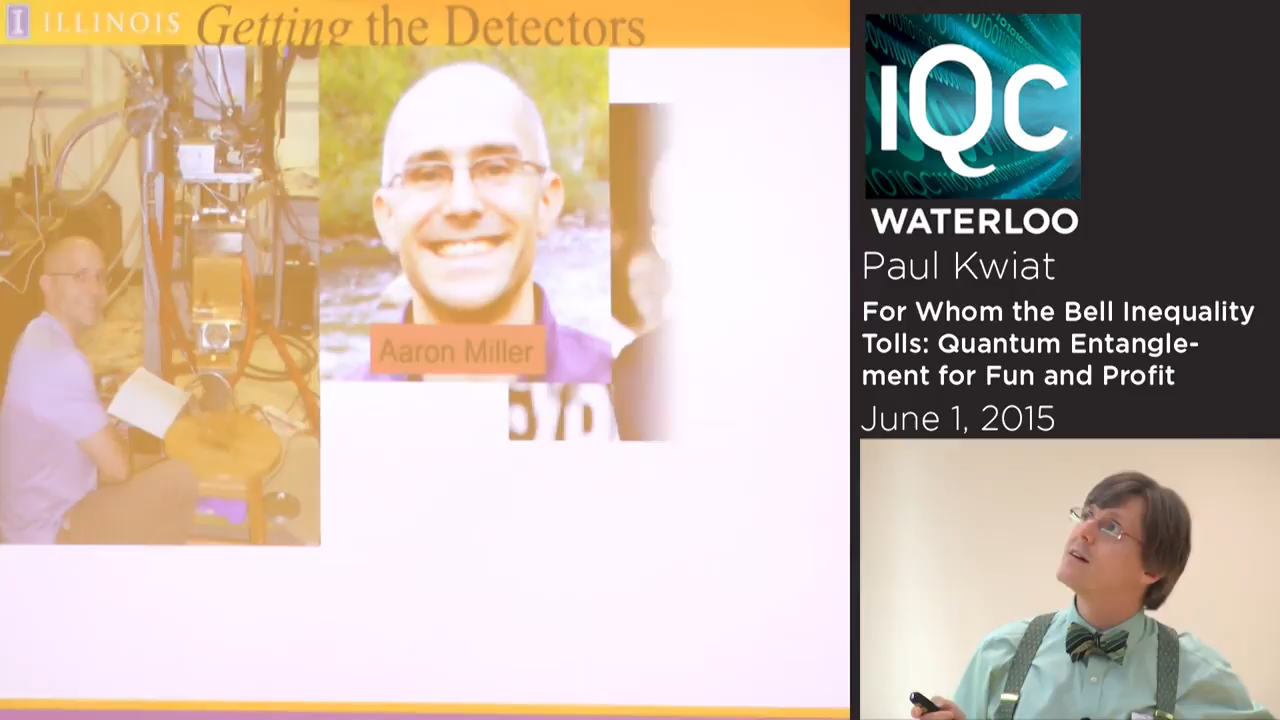 ILLINOIS
Getting the Detectors
Aaron Miller
IQC
WATERLOO
Paul Kwiat
For Whom the Bell Inequality
Tolls: Quantum Entangle-
ment for Fun and Profit
June 1, 2015